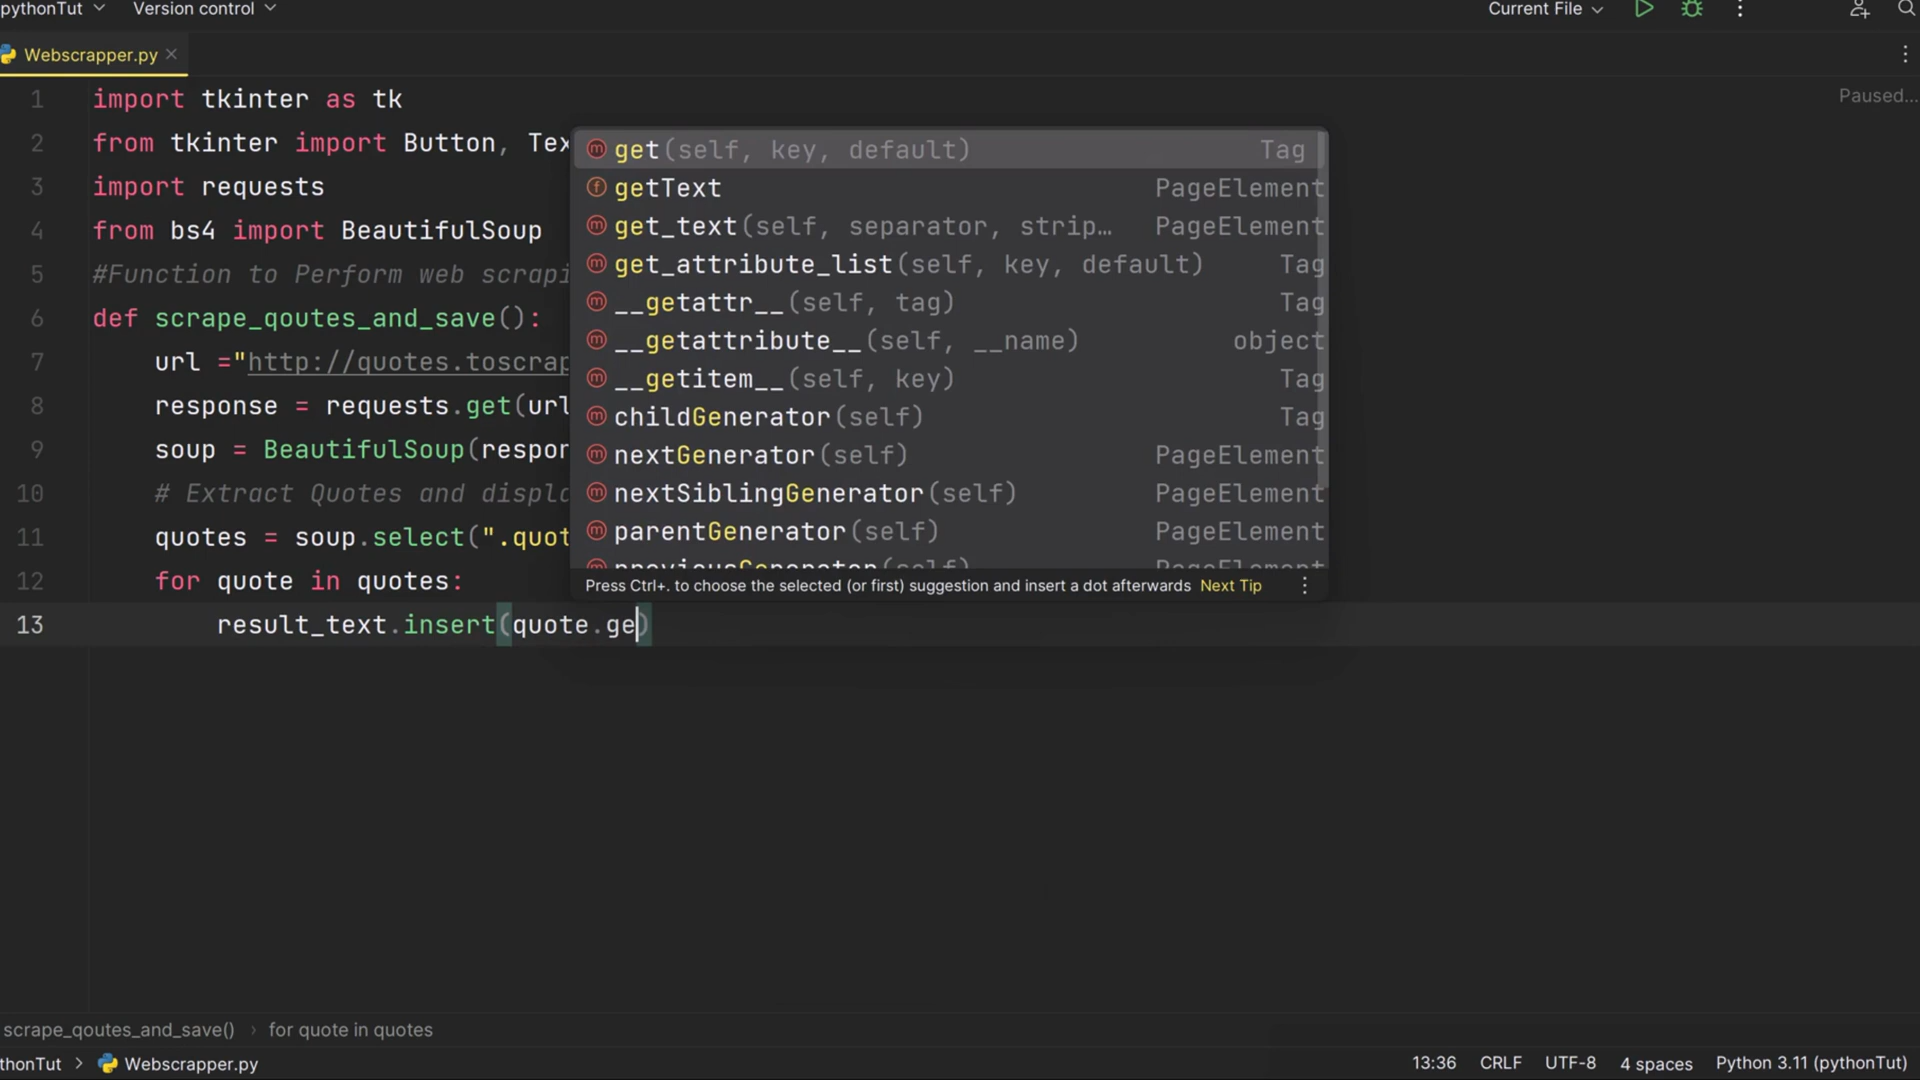 pythonTut Version control Current File
Webscrapper.py
Paused...
1 import tkinter as tk
2 from tkinter import Button, Tex
3 import requests
4 from bs4 import BeautifulSoup
5 #Function to Perform web scrapi
6 def scrape_qoutes_and_save():
7 url ="http://quotes.toscrap
8 response = requests.get(url
9 soup = BeautifulSoup(respon
10 # Extract Quotes and displa
11 quotes = soup.select(".quot
12 for quote in quotes:
13 result_text.insert(quote.ge)
get(self, key, default) Tag
getText PageElement
get_text(self, separator, strip… PageElement
get_attribute_list(self, key, default) Tag
__getattr__(self, tag) Tag
__getattribute__(self, __name) object
__getitem__(self, key) Tag
childGenerator(self) Tag
nextGenerator(self) PageElement
nextSiblingGenerator(self) PageElement
parentGenerator(self) PageElement
previousGenerator(self) PageElement
Press Ctrl+. to choose the selected (or first) suggestion and insert a dot afterwards Next Tip
scrape_qoutes_and_save() › for quote in quotes
thonTut > Webscrapper.py 13:36 CRLF UTF-8 4 spaces Python 3.11 (pythonTut)